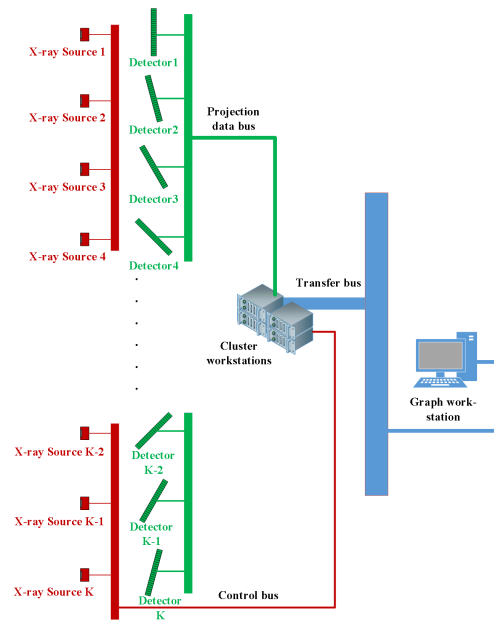 X-ray Source 1
Detector1
X-ray Source 2
Detector2
Projection
data bus
X-ray Source 3
Detector3
X-ray Source 4
Detector4
Transfer bus
Cluster
workstations
Graph work-
station
X-ray Source K-2
Detector
K-2
X-ray Source K-1
Detector
K-1
X-ray Source K
Detector
K
Control bus